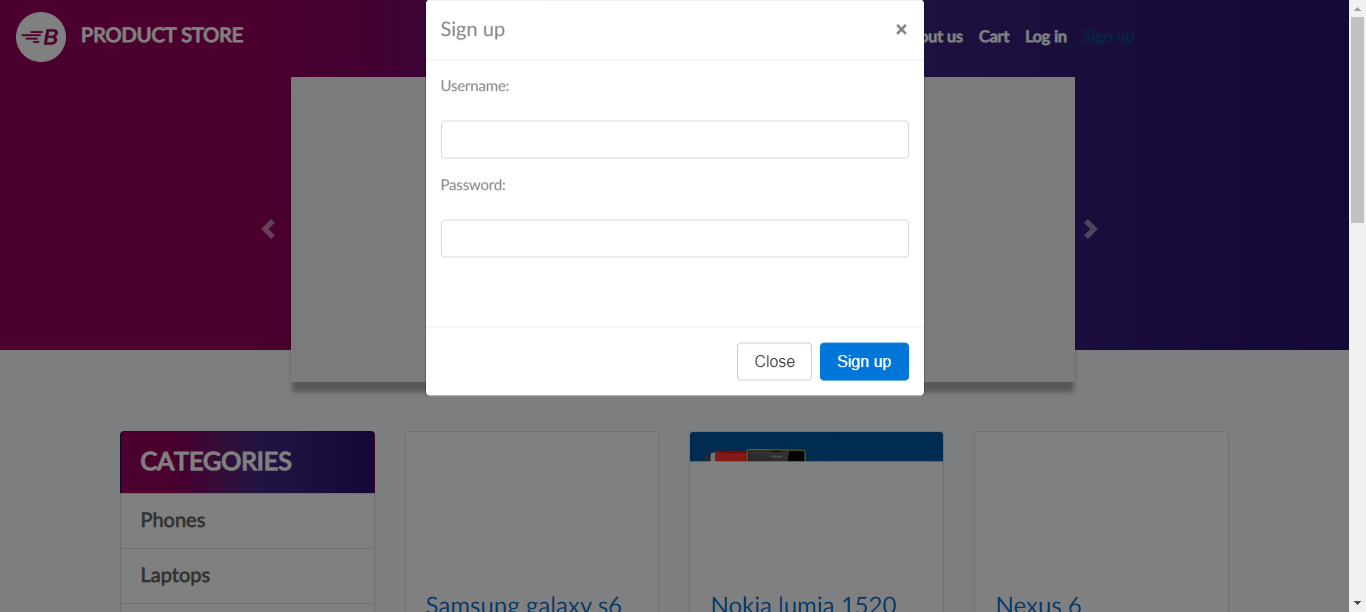 B PRODUCT STORE
Sign up ×
out us Cart Log in Sign up
Username:
Password:
Close Sign up
CATEGORIES
Phones
Laptops
Samsung galaxy s6
Nokia lumia 1520
Nexus 6